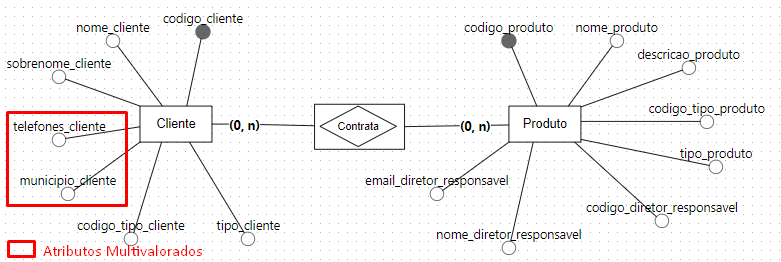 codigo_cliente
nome_cliente
sobrenome_cliente
telefones_cliente
municipio_cliente
codigo_tipo_cliente
tipo_cliente
Cliente
(0, n)
Contrata
(0, n)
Produto
codigo_produto
nome_produto
descricao_produto
codigo_tipo_produto
tipo_produto
codigo_diretor_responsavel
nome_diretor_responsavel
email_diretor_responsavel
Atributos Multivalorados